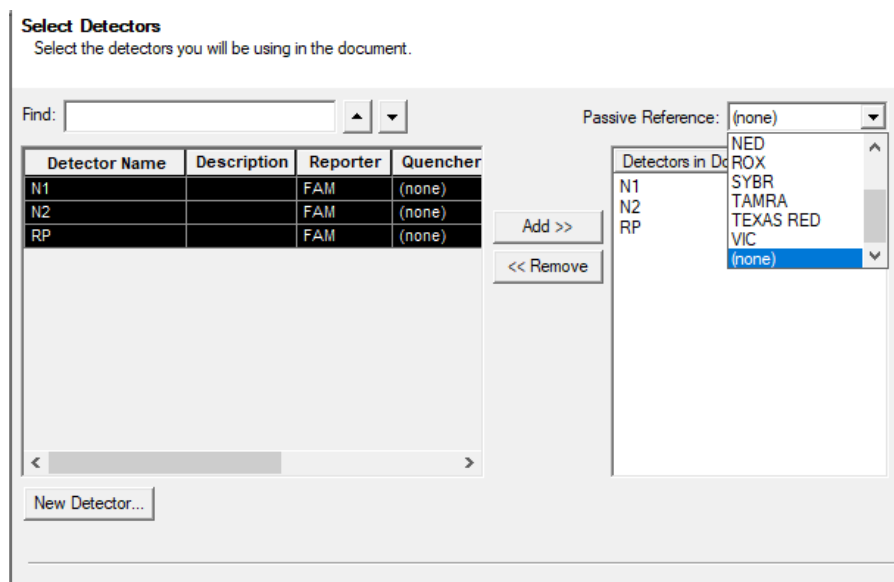 Select Detectors
Select the detectors you will be using in the document.
Find:
Passive Reference: (none)
NED
ROX
SYBR
TAMRA
TEXAS RED
VIC
(none)
Detector Name Description Reporter Quencher
N1 FAM (none)
N2 FAM (none)
RP FAM (none)
Add >>
<< Remove
Detectors in Do
N1
N2
RP
New Detector...